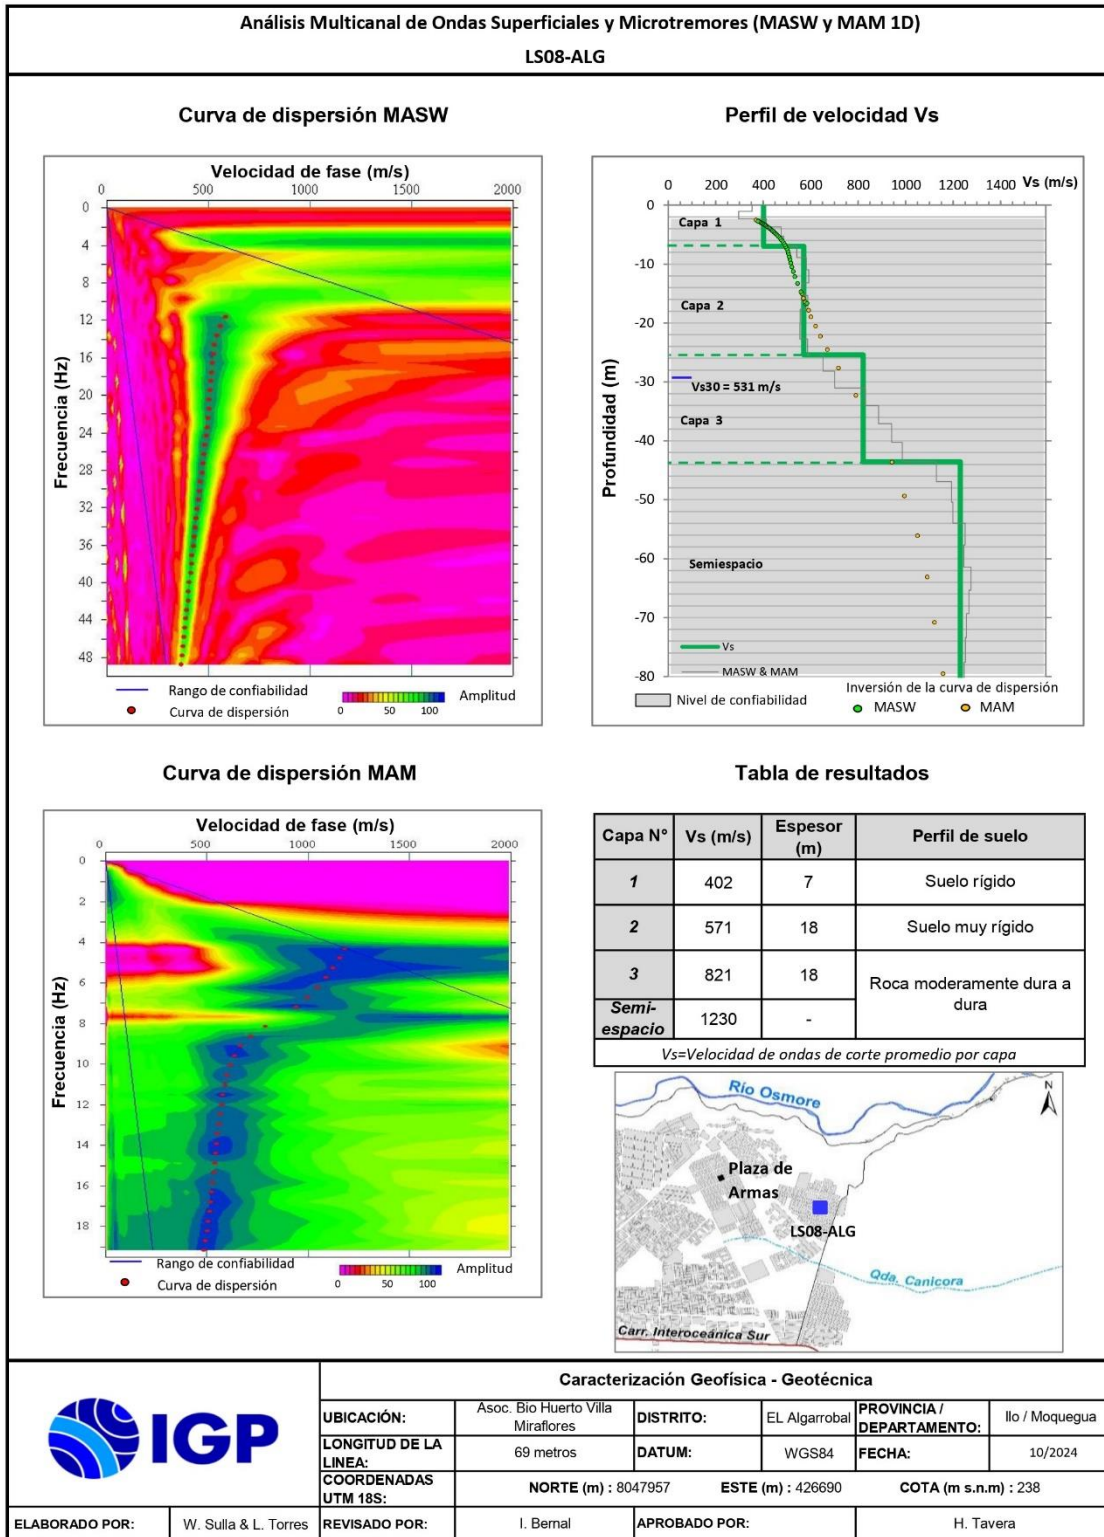 Análisis Multicanal de Ondas Superficiales y Microtremores (MASW y MAM 1D)
LS08-ALG
Curva de dispersión MASW
Velocidad de fase (m/s)
0 500 1000 1500 2000
Frecuencia (Hz)
0
4
8
12
16
20
24
28
32
36
40
44
48
Rango de confiabilidad
Curva de dispersión
0 50 100
Amplitud
Perfil de velocidad Vs
0 200 400 600 800 1000 1200 1400 Vs (m/s)
Profundidad (m)
0
-10
-20
-30
-40
-50
-60
-70
-80
Capa 1
Capa 2
Vs30 = 531 m/s
Capa 3
Semiespacio
Vs
MASW & MAM
Nivel de confiabilidad
Inversión de la curva de dispersión
MASW MAM
Curva de dispersión MAM
Velocidad de fase (m/s)
0 500 1000 1500 2000
Frecuencia (Hz)
0
2
4
6
8
10
12
14
16
18
Rango de confiabilidad
Curva de dispersión
0 50 100
Amplitud
Tabla de resultados
Capa N° Vs (m/s) Espesor (m) Perfil de suelo
1 402 7 Suelo rígido
2 571 18 Suelo muy rígido
3 821 18 Roca moderamente dura a dura
Semi-espacio 1230 -
Vs=Velocidad de ondas de corte promedio por capa
Río Osmore
N
Plaza de
Armas
LS08-ALG
Qda. Canicora
Carr. Interoceánica Sur
IGP
Caracterización Geofísica - Geotécnica
UBICACIÓN: Asoc. Bio Huerto Villa Miraflores DISTRITO: EL Algarrobal PROVINCIA / DEPARTAMENTO: Ilo / Moquegua
LONGITUD DE LA LINEA: 69 metros DATUM: WGS84 FECHA: 10/2024
COORDENADAS UTM 18S: NORTE (m) : 8047957 ESTE (m) : 426690 COTA (m s.n.m) : 238
ELABORADO POR: W. Sulla & L. Torres REVISADO POR: I. Bernal APROBADO POR: H. Tavera